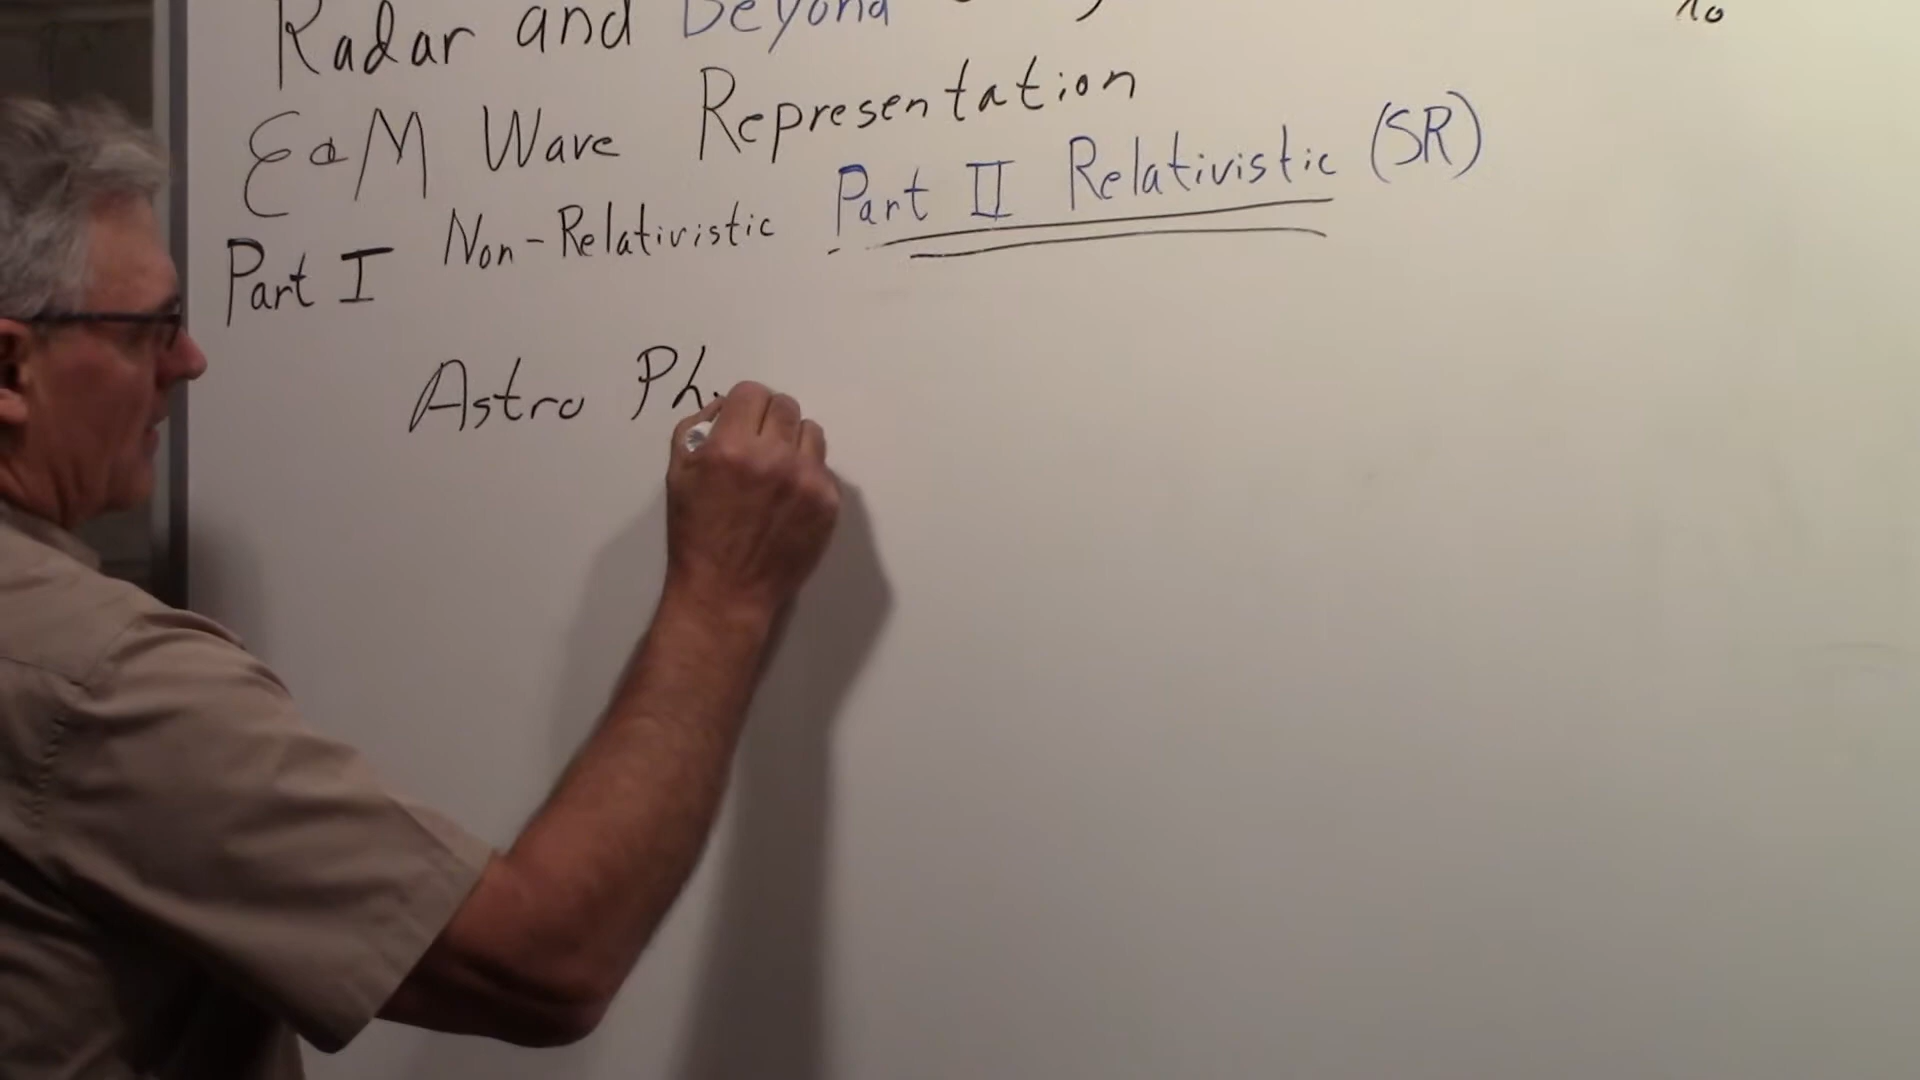 Radar and Beyond
E&M Wave Representation
Part I Non-Relativistic Part II Relativistic (SR)
Astro Ph